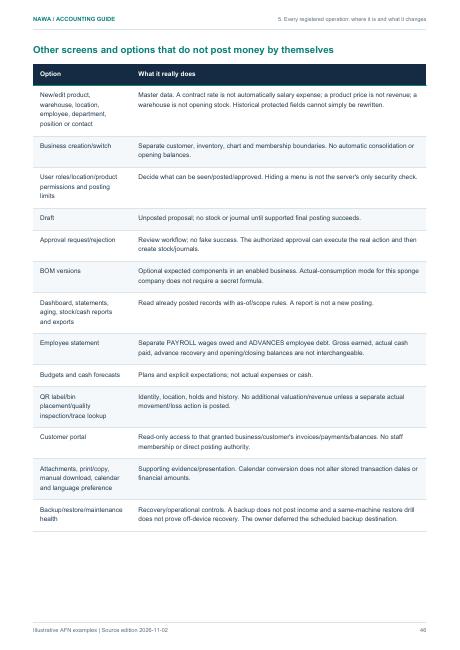 NAWA / ACCOUNTING GUIDE
5. Every registered operation: where it is and what it changes
Other screens and options that do not post money by themselves
Option
What it really does
New/edit product,
warehouse, location,
employee, department,
position or contact
Master data. A contract rate is not automatically salary expense; a product price is not revenue; a
warehouse is not opening stock. Historical protected fields cannot simply be rewritten.
Business creation/switch
Separate customer, inventory, chart and membership boundaries. No automatic consolidation or
opening balances.
User roles/location/product
permissions and posting
limits
Decide what can be seen/posted/approved. Hiding a menu is not the server's only security check.
Draft
Unposted proposal; no stock or journal until supported final posting succeeds.
Approval request/rejection
Review workflow; no fake success. The authorized approval can execute the real action and then
create stock/journals.
BOM versions
Optional expected components in an enabled business. Actual-consumption mode for this sponge
company does not require a secret formula.
Dashboard, statements,
aging, stock/cash reports
and exports
Read already posted records with as-of/scope rules. A report is not a new posting.
Employee statement
Separate PAYROLL wages owed and ADVANCES employee debt. Gross earned, actual cash
paid, advance recovery and opening/closing balances are not interchangeable.
Budgets and cash forecasts
Plans and explicit expectations; not actual expenses or cash.
QR label/bin
placement/quality
inspection/trace lookup
Identity, location, holds and history. No additional valuation/revenue unless a separate actual
movement/loss action is posted.
Customer portal
Read-only access to that granted business/customer's invoices/payments/balances. No staff
membership or direct posting authority.
Attachments, print/copy,
manual download, calendar
and language preference
Supporting evidence/presentation. Calendar conversion does not alter stored transaction dates or
financial amounts.
Backup/restore/maintenance
health
Recovery/operational controls. A backup does not post income and a same-machine restore drill
does not prove off-device recovery. The owner deferred the scheduled backup destination.
Illustrative AFN examples | Source edition 2026-11-02
46